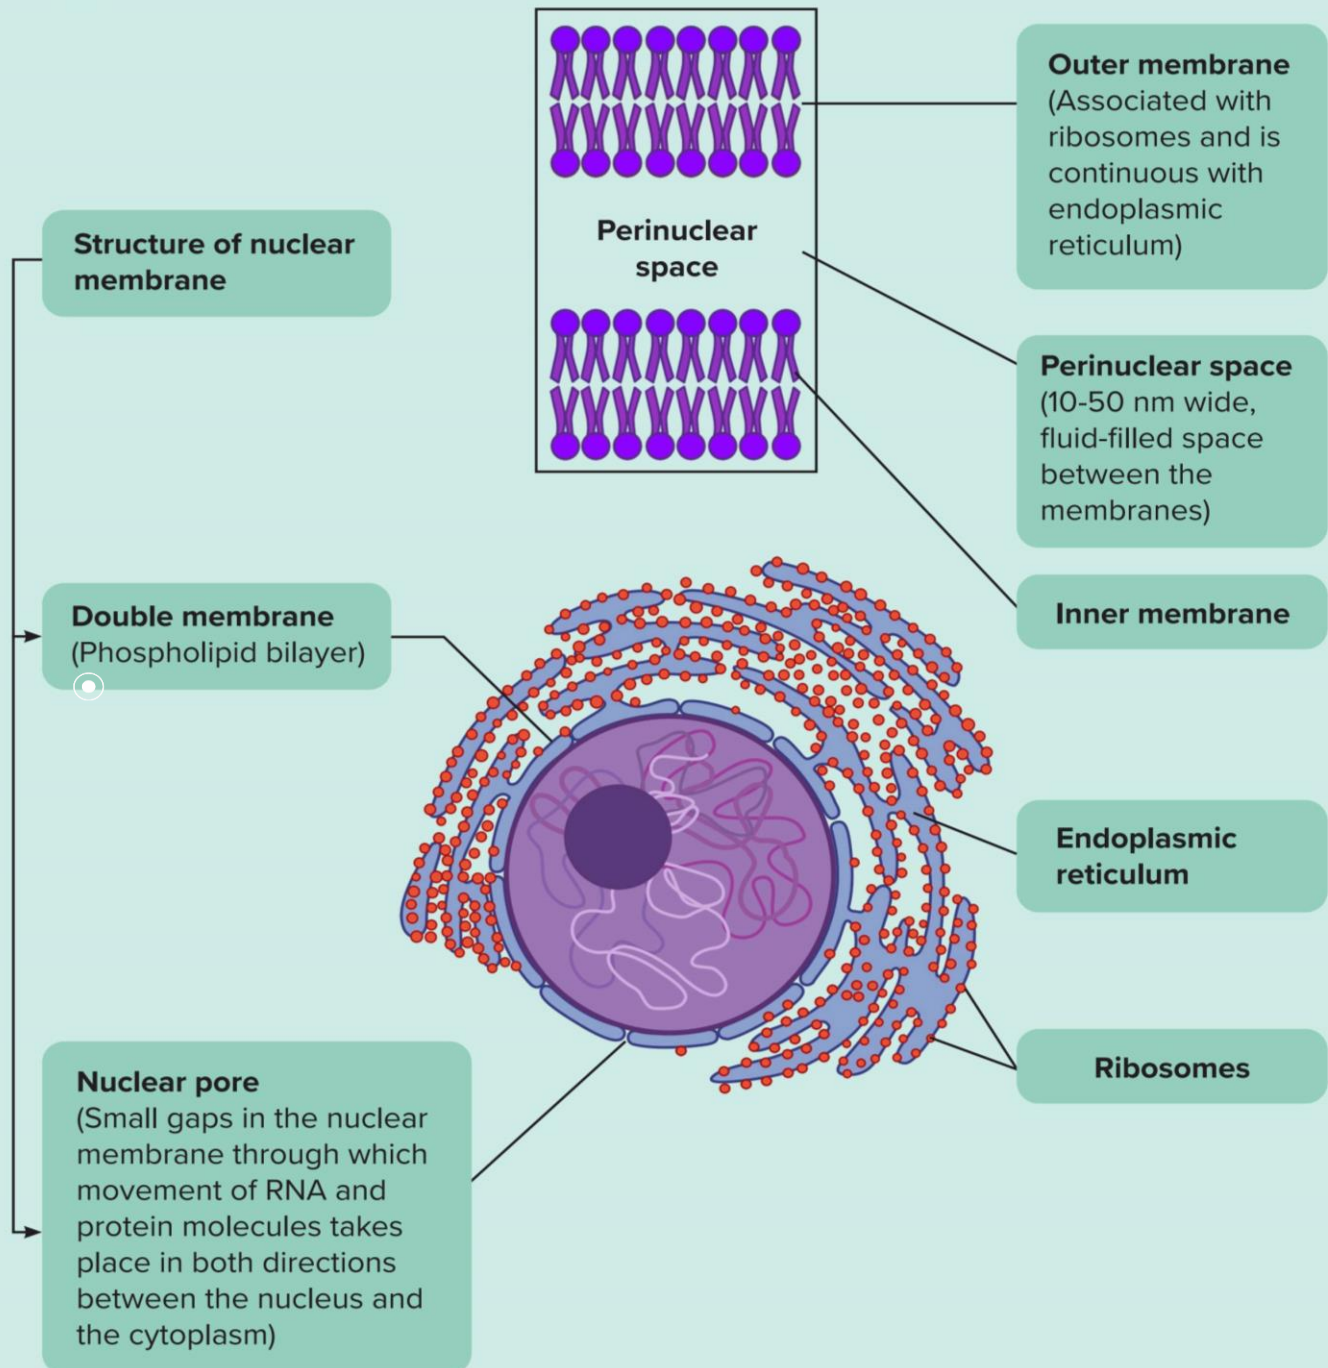 Structure of nuclear
membrane
Double membrane
(Phospholipid bilayer)
Nuclear pore
(Small gaps in the nuclear
membrane through which
movement of RNA and
protein molecules takes
place in both directions
between the nucleus and
the cytoplasm)
Perinuclear
space
Outer membrane
(Associated with
ribosomes and is
continuous with
endoplasmic
reticulum)
Perinuclear space
(10-50 nm wide,
fluid-filled space
between the
membranes)
Inner membrane
Endoplasmic
reticulum
Ribosomes